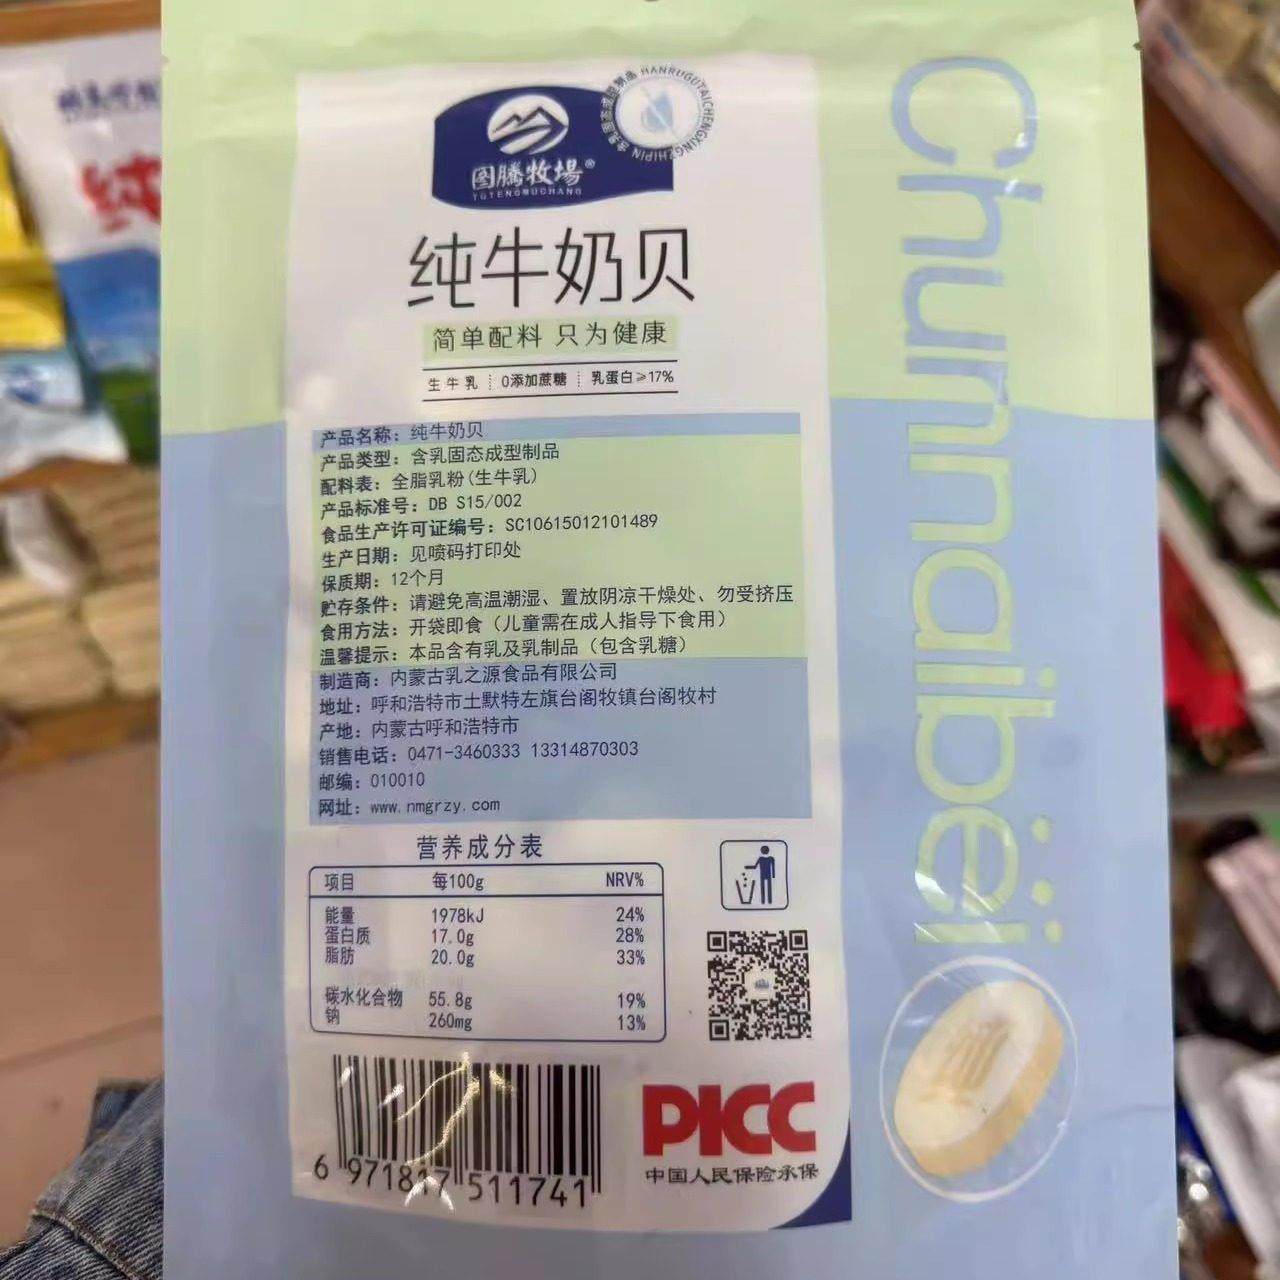 图騰牧場®
TUTENGMUCHANG
含乳固态成型制品 HANRUGUTAICHENGXINGZHIPIN
纯牛奶贝
简单配料 只为健康
生牛乳 0添加蔗糖 乳蛋白≥17%
产品名称：纯牛奶贝
产品类型：含乳固态成型制品
配料表：全脂乳粉(生牛乳)
产品标准号：DB S15/002
食品生产许可证编号：SC10615012101489
生产日期：见喷码打印处
保质期：12个月
贮存条件：请避免高温潮湿、置放阴凉干燥处、勿受挤压
食用方法：开袋即食（儿童需在成人指导下食用）
温馨提示：本品含有乳及乳制品（包含乳糖）
制造商：内蒙古乳之源食品有限公司
地址：呼和浩特市土默特左旗台阁牧镇台阁牧村
产地：内蒙古呼和浩特市
销售电话：0471-3460333 13314870303
邮编：010010
网址：www.nmgrzy.com
营养成分表
项目 每100g NRV%
能量 1978kJ 24%
蛋白质 17.0g 28%
脂肪 20.0g 33%
碳水化合物 55.8g 19%
钠 260mg 13%
6 971817 511741
PICC
中国人民保险承保
Chunnaibei
纯